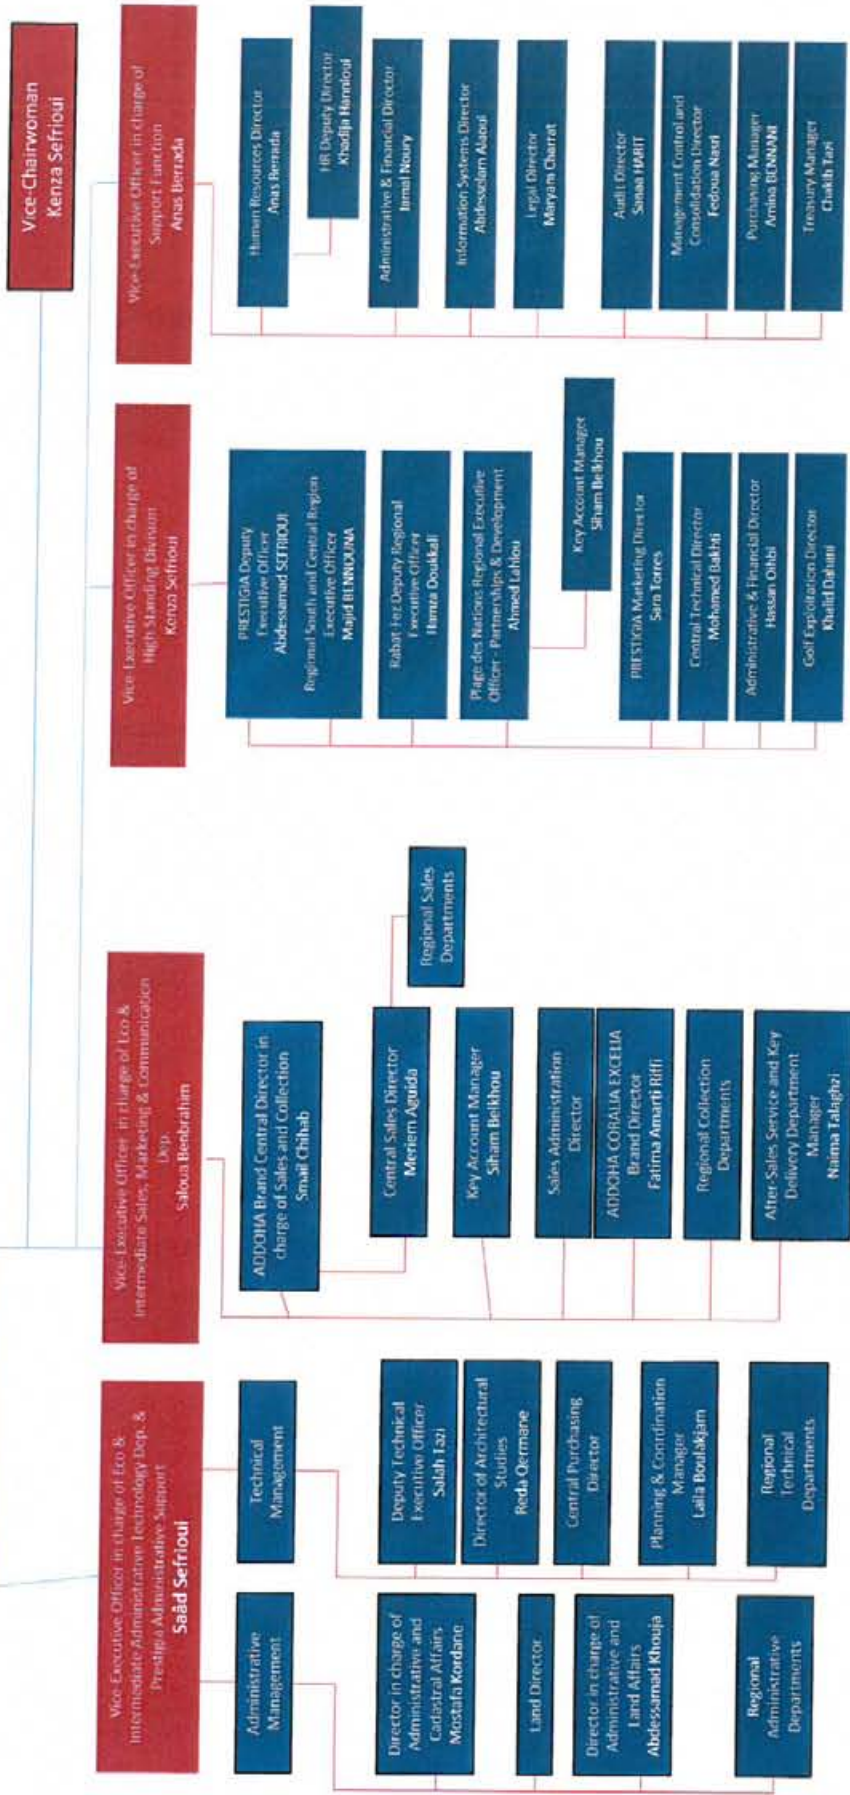 Vice-Chairwoman
Kenza Sefrioui
Vice-Executive Officer in charge of Eco &
Intermediate Administrative Technology Dep. &
Prestigia Administrative Support
Saâd Sefrioui
Administrative
Management
Director in charge of
Administrative and
Cadastral Affairs
Mostafa Kordane
Land Director
Director in charge of
Administrative and
Land Affairs
Abdessamad Khouja
Regional
Administrative
Departments
Technical
Management
Deputy Technical
Executive Officer
Salah Tazi
Director of Architectural
Studies
Reda Oermane
Central Purchasing
Director
Planning & Coordination
Manager
Laila Boulakjam
Regional
Technical
Departments
Vice-Executive Officer in charge of Eco &
Intermediate Sales, Marketing & Communication
Dep.
Saloua Benbrahim
ADDOHA Brand Central Director in
charge of Sales and Collection
Smail Chihab
Central Sales Director
Meriem Aguida
Regional Sales
Departments
Key Account Manager
Siham Belkhou
Sales Administration
Director
ADDOHA CORALIA EXCELIA
Brand Director
Fatima Amarti Riffi
Regional Collection
Departments
After-Sales Service and Key
Delivery Department
Manager
Naima Talaghzi
Vice-Executive Officer in charge of
High Standing Division
Kenza Sefrioui
PRESTIGIA Deputy
Executive Officer
Abdessamad SEFRIOUI
Regional South and Central Region
Executive Officer
Majid BENNOUNA
Rabat Fez Deputy Regional
Executive Officer
Hamza Doukkali
Plage des Nations Regional Executive
Officer - Partnerships & Development
Ahmed Lahlou
Key Account Manager
Siham Belkhou
PRESTIGIA Marketing Director
Sara Torres
Central Technical Director
Mohamed Bakhti
Administrative & Financial Director
Hassan Oihbi
Golf Exploitation Director
Khalid
Vice-Executive Officer in charge of
Support Function
Anas Berrada
Human Resources Director
Anas Berrada
HR Deputy Director
Khadija Hannioui
Administrative & Financial Director
Jamal Noury
Information Systems Director
Abdesselam Alaoui
Legal Director
Maryam Charrat
Audit Director
Sanaa HARIT
Management Control and
Consolidation Director
Fedoua Nasri
Purchasing Manager
Amina BENNANI
Treasury Manager
Chakib Tazi